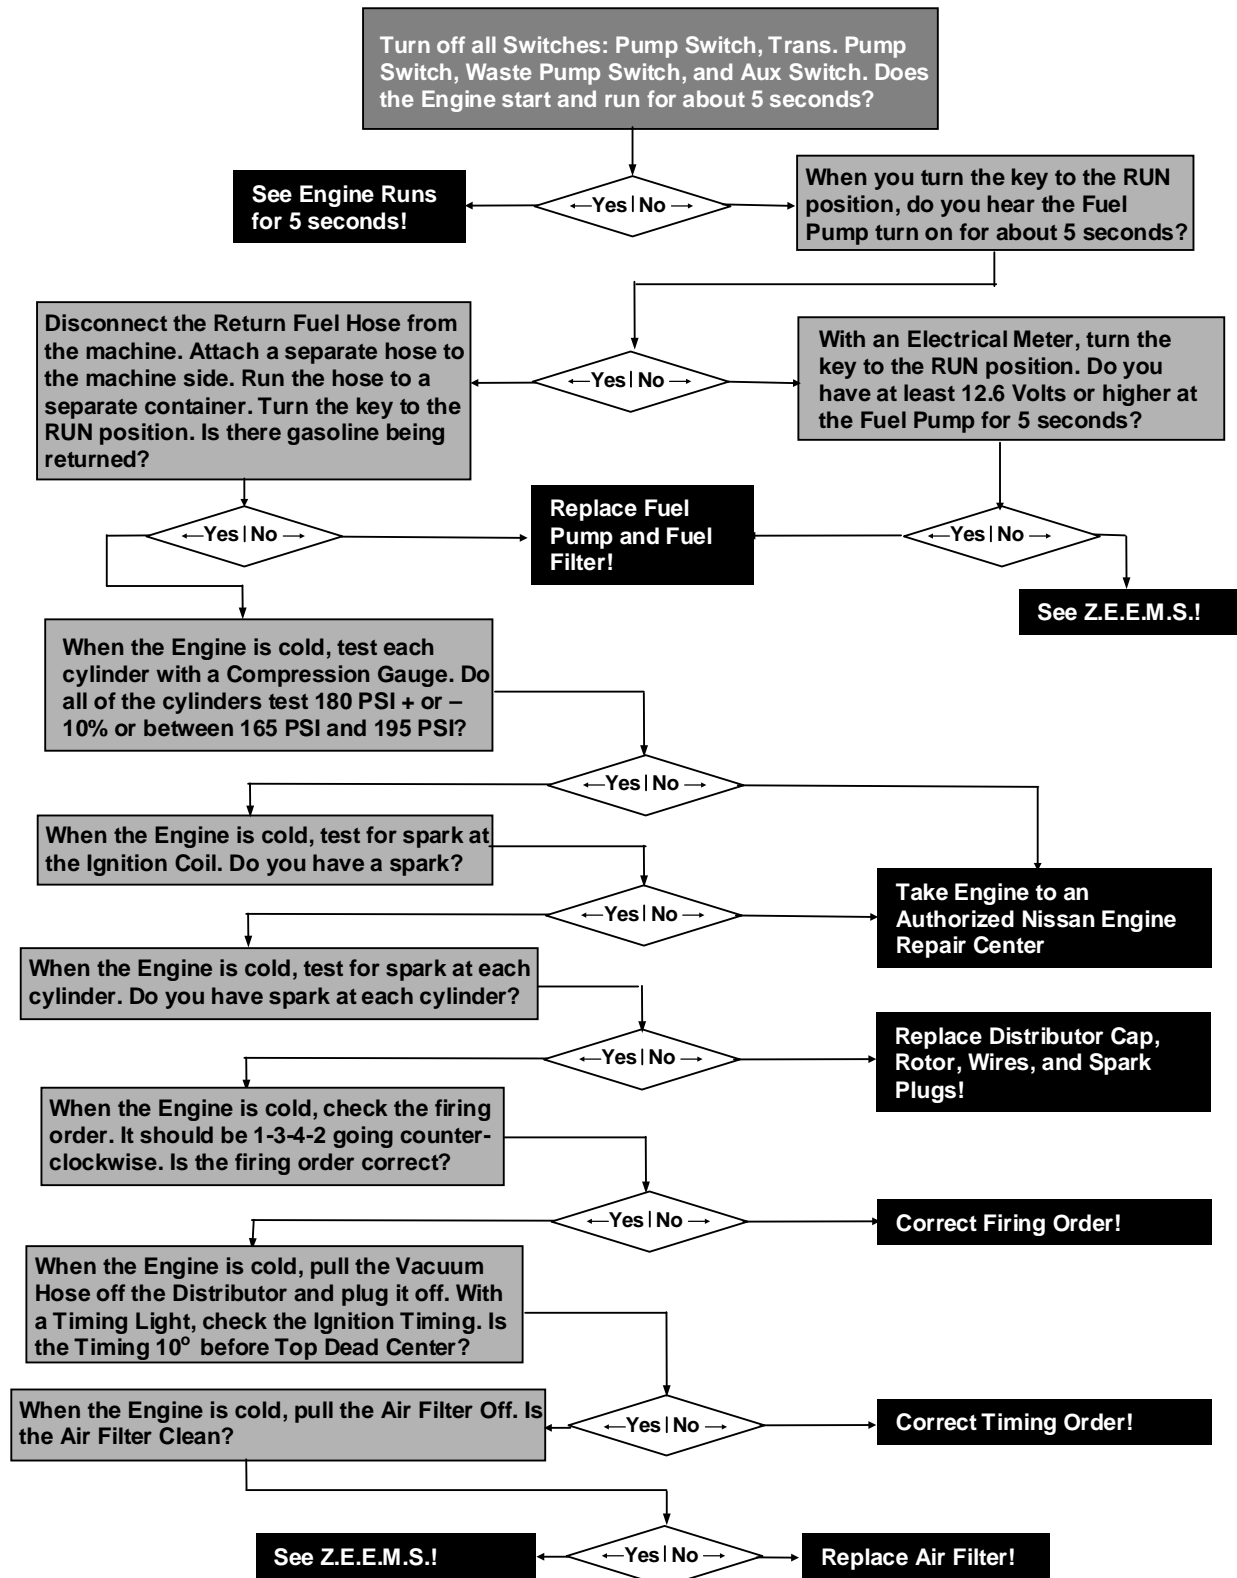 Turn off all Switches: Pump Switch, Trans. Pump
Switch, Waste Pump Switch, and Aux Switch. Does
the Engine start and run for about 5 seconds?
See Engine Runs
for 5 seconds!
←Yes | No →
When you turn the key to the RUN
position, do you hear the Fuel
Pump turn on for about 5 seconds?
Disconnect the Return Fuel Hose from
the machine. Attach a separate hose to
the machine side. Run the hose to a
separate container. Turn the key to the
RUN position. Is there gasoline being
returned?
←Yes | No →
With an Electrical Meter, turn the
key to the RUN position. Do you
have at least 12.6 Volts or higher at
the Fuel Pump for 5 seconds?
←Yes | No →
Replace Fuel
Pump and Fuel
Filter!
←Yes | No →
See Z.E.E.M.S.!
When the Engine is cold, test each
cylinder with a Compression Gauge. Do
all of the cylinders test 180 PSI + or –
10% or between 165 PSI and 195 PSI?
←Yes | No →
When the Engine is cold, test for spark at
the Ignition Coil. Do you have a spark?
←Yes | No →
Take Engine to an
Authorized Nissan Engine
Repair Center
When the Engine is cold, test for spark at each
cylinder. Do you have spark at each cylinder?
←Yes | No →
Replace Distributor Cap,
Rotor, Wires, and Spark
Plugs!
When the Engine is cold, check the firing
order. It should be 1-3-4-2 going counter-
clockwise. Is the firing order correct?
←Yes | No →
Correct Firing Order!
When the Engine is cold, pull the Vacuum
Hose off the Distributor and plug it off. With
a Timing Light, check the Ignition Timing. Is
the Timing 10° before Top Dead Center?
When the Engine is cold, pull the Air Filter Off. Is
the Air Filter Clean?
←Yes | No →
Correct Timing Order!
See Z.E.E.M.S.!
←Yes | No →
Replace Air Filter!